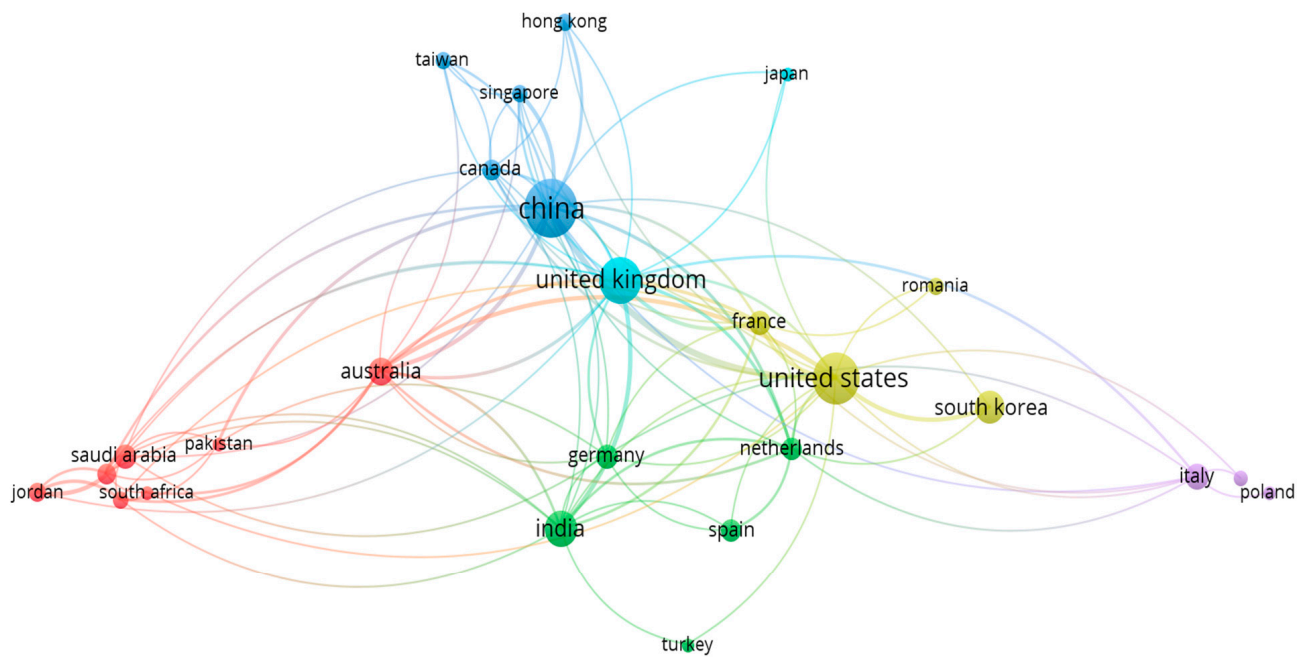 hong kong
taiwan
japan
singapore
canada
china
united kingdom
romania
france
australia
united states
south korea
pakistan
saudi arabia
germany
netherlands
italy
jordan
south africa
poland
india
spain
turkey